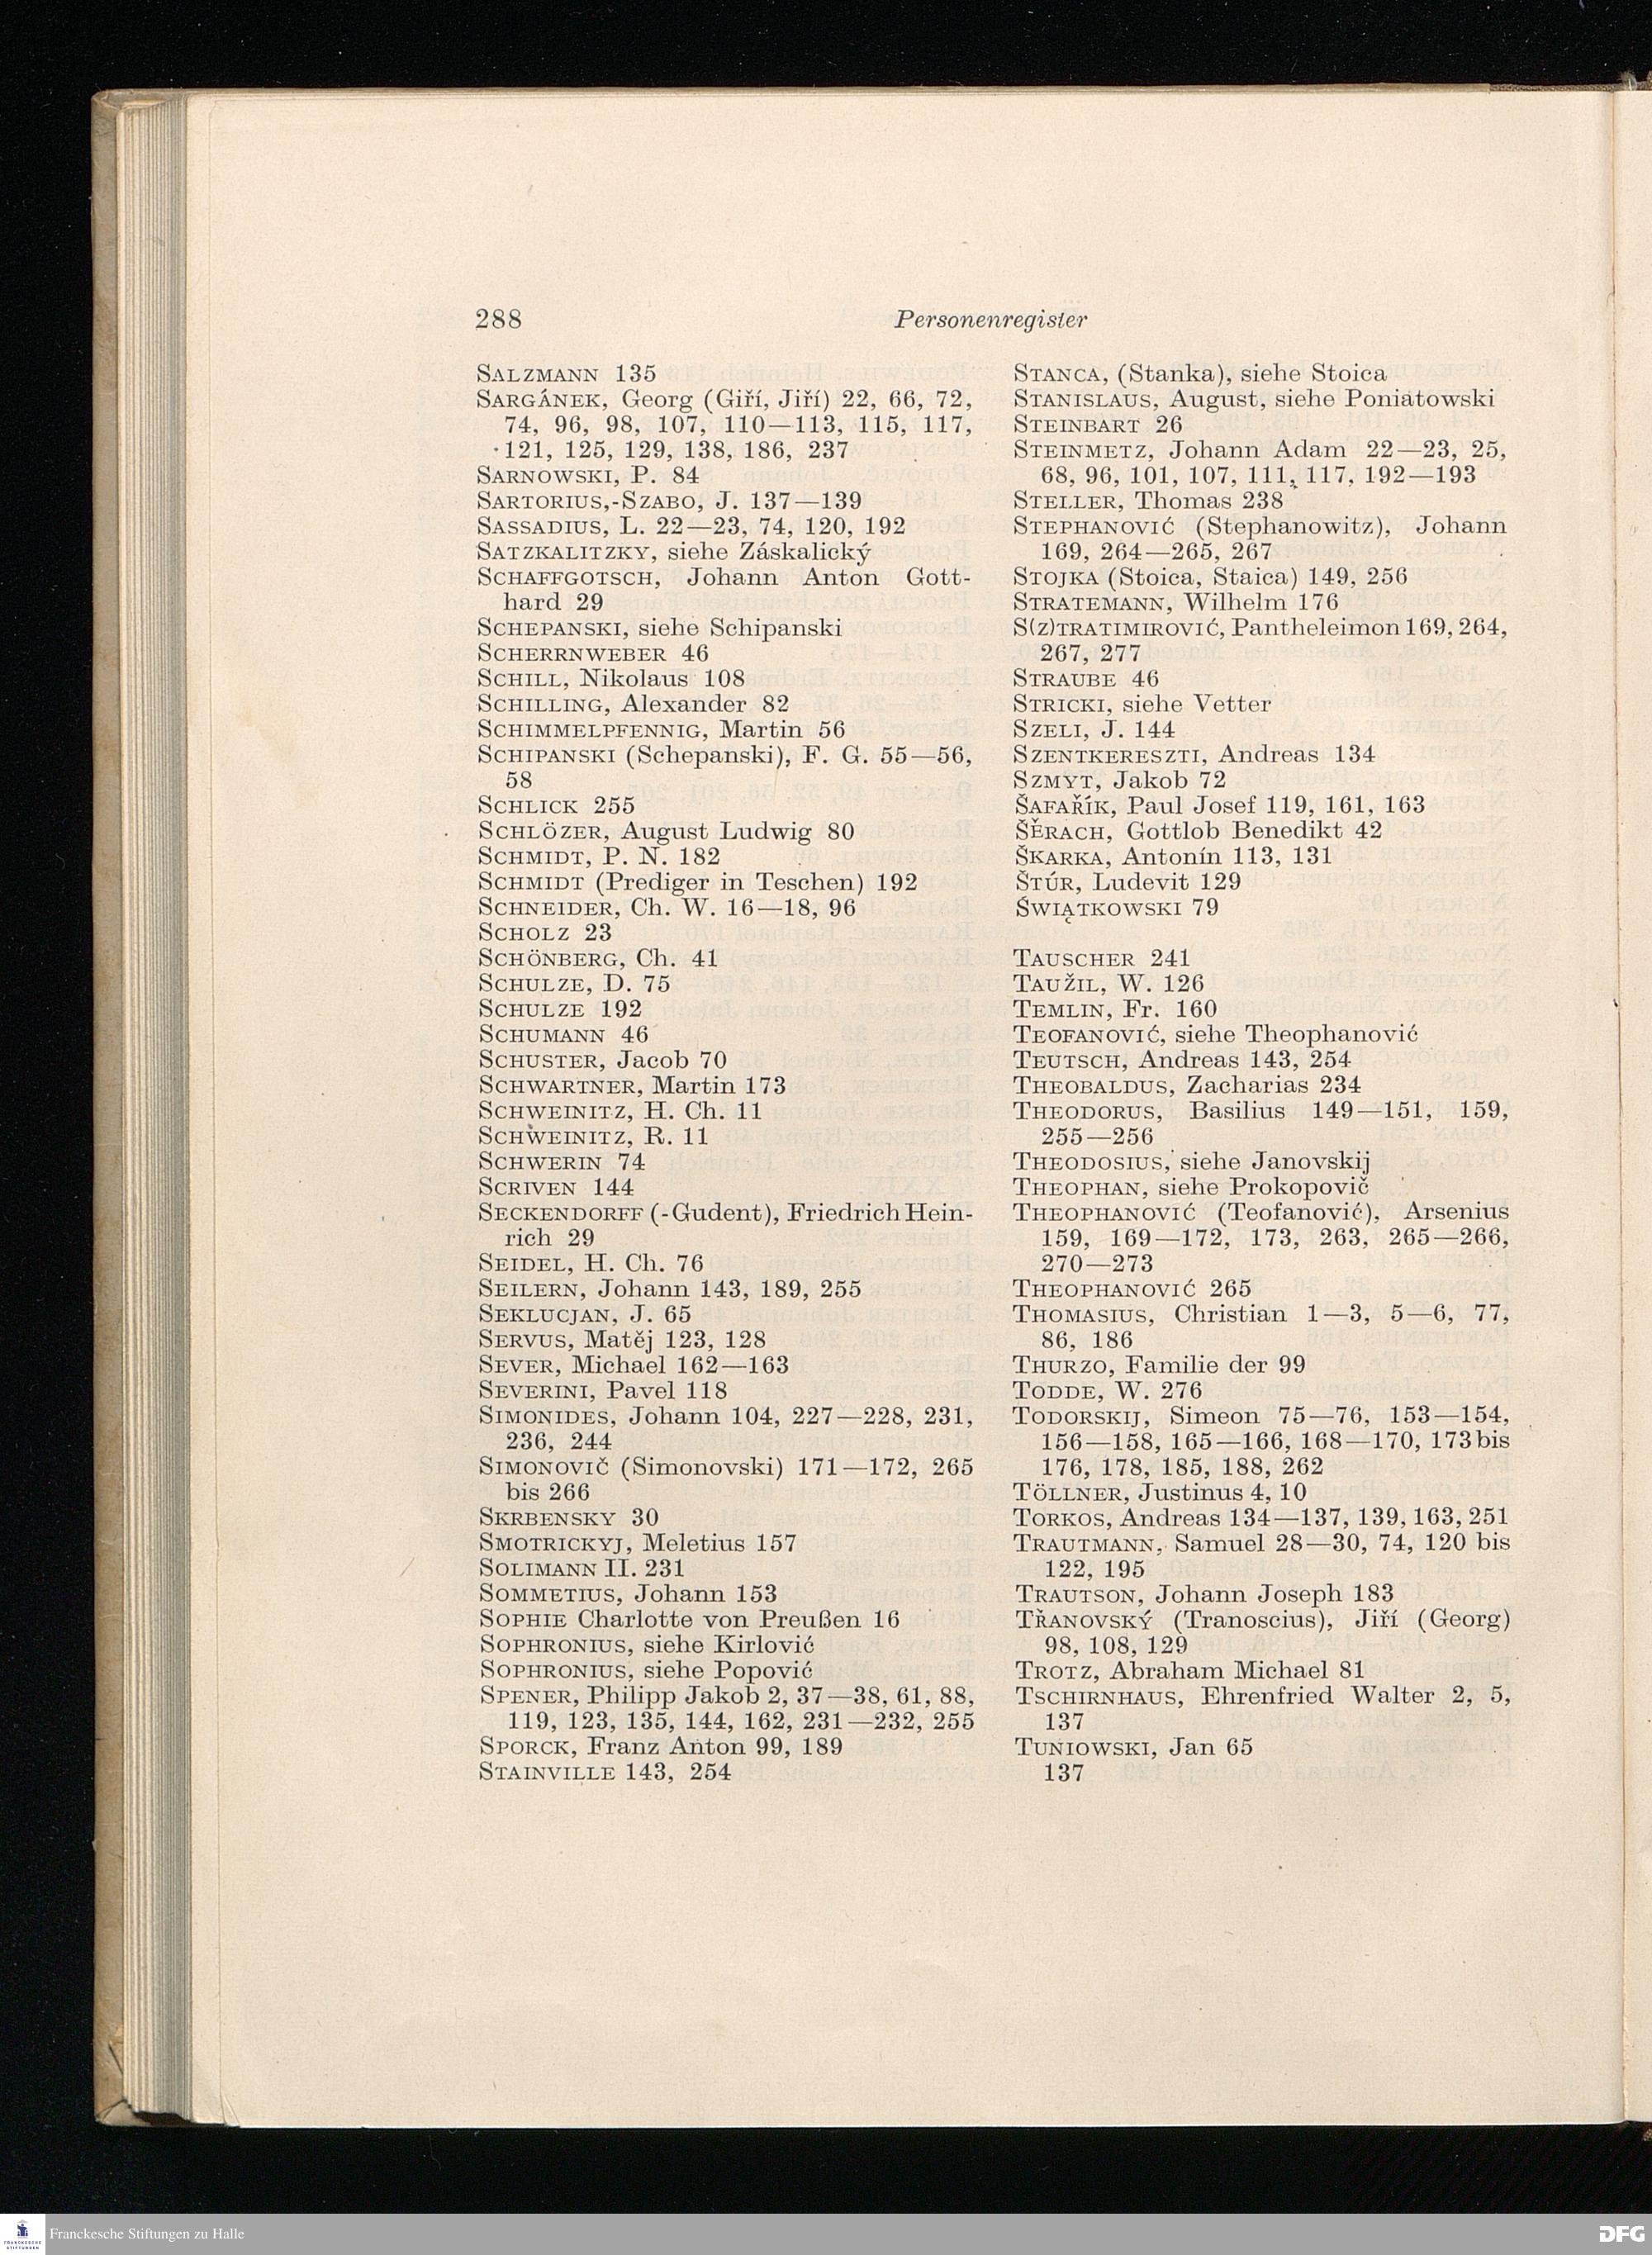 288
Personenregister
SALZMANN 135
SARGÁNEK, Georg (Giří, Jiří) 22, 66, 72,
74, 96, 98, 107, 110—113, 115, 117,
121, 125, 129, 138, 186, 237
SARNOWSKI, P. 84
SARTORIUS,-SZABO, J. 137—139
SASSADIUS, L. 22—23, 74, 120, 192
SATZKALITZKY, siehe Záskalický
SCHAFFGOTSCH, Johann Anton Gott-
hard 29
SCHEPANSKI, siehe Schipanski
SCHERRNWEBER 46
SCHILL, Nikolaus 108
SCHILLING, Alexander 82
SCHIMMELPFENNIG, Martin 56
SCHIPANSKI (Schepanski), F. G. 55—56,
58
SCHLICK 255
SCHLÖZER, August Ludwig 80
SCHMIDT, P. N. 182
SCHMIDT (Prediger in Teschen) 192
SCHNEIDER, Ch. W. 16—18, 96
SCHOLZ 23
SCHÖNBERG, Ch. 41
SCHULZE, D. 75
SCHULZE 192
SCHUMANN 46
SCHUSTER, Jacob 70
SCHWARTNER, Martin 173
SCHWEINITZ, H. Ch. 11
SCHWEINITZ, R. 11
SCHWERIN 74
SCRIVEN 144
SECKENDORFF (-Gudent), Friedrich Hein-
rich 29
SEIDEL, H. Ch. 76
SEILERN, Johann 143, 189, 255
SEKLUCJAN, J. 65
SERVUS, Matěj 123, 128
SEVER, Michael 162—163
SEVERINI, Pavel 118
SIMONIDES, Johann 104, 227—228, 231,
236, 244
SIMONOVIČ (Simonovski) 171—172, 265
bis 266
SKRBENSKY 30
SMOTRICKYJ, Meletius 157
SOLIMANN II. 231
SOMMETIUS, Johann 153
SOPHIE Charlotte von Preußen 16
SOPHRONIUS, siehe Kirlović
SOPHRONIUS, siehe Popović
SPENER, Philipp Jakob 2, 37—38, 61, 88,
119, 123, 135, 144, 162, 231—232, 255
SPORCK, Franz Anton 99, 189
STAINVILLE 143, 254
STANCA, (Stanka), siehe Stoica
STANISLAUS, August, siehe Poniatowski
STEINBART 26
STEINMETZ, Johann Adam 22—23, 25,
68, 96, 101, 107, 111, 117, 192—193
STELLER, Thomas 238
STEPHANOVIĆ (Stephanowitz), Johann
169, 264—265, 267
STOJKA (Stoica, Staica) 149, 256
STRATEMANN, Wilhelm 176
S(Z)TRATIMIROVIĆ, Pantheleimon 169, 264,
267, 277
STRAUBE 46
STRICKI, siehe Vetter
SZELI, J. 144
SZENTKERESZTI, Andreas 134
SZMYT, Jakob 72
ŠAFAŘÍK, Paul Josef 119, 161, 163
ŠĚRACH, Gottlob Benedikt 42
ŠKARKA, Antonín 113, 131
ŠTÚR, Ludevit 129
ŚWIĄTKOWSKI 79
TAUSCHER 241
TAUŽIL, W. 126
TEMLIN, Fr. 160
TEOFANOVIĆ, siehe Theophanović
TEUTSCH, Andreas 143, 254
THEOBALDUS, Zacharias 234
THEODORUS, Basilius 149—151, 159,
255—256
THEODOSIUS, siehe Janovskij
THEOPHAN, siehe Prokopovič
THEOPHANOVIĆ (Teofanović), Arsenius
159, 169—172, 173, 263, 265—266,
270—273
THEOPHANOVIĆ 265
THOMASIUS, Christian 1—3, 5—6, 77,
86, 186
THURZO, Familie der 99
TODDE, W. 276
TODORSKIJ, Simeon 75—76, 153—154,
156—158, 165—166, 168—170, 173 bis
176, 178, 185, 188, 262
TÖLLNER, Justinus 4, 10
TORKOS, Andreas 134—137, 139, 163, 251
TRAUTMANN, Samuel 28—30, 74, 120 bis
122, 195
TRAUTSON, Johann Joseph 183
TŘANOVSKÝ (Tranoscius), Jiří (Georg)
98, 108, 129
TROTZ, Abraham Michael 81
TSCHIRNHAUS, Ehrenfried Walter 2, 5,
137
TUNIOWSKI, Jan 65
137
FRANCKESCHE
STIFTUNGEN
Franckesche Stiftungen zu Halle
DFG